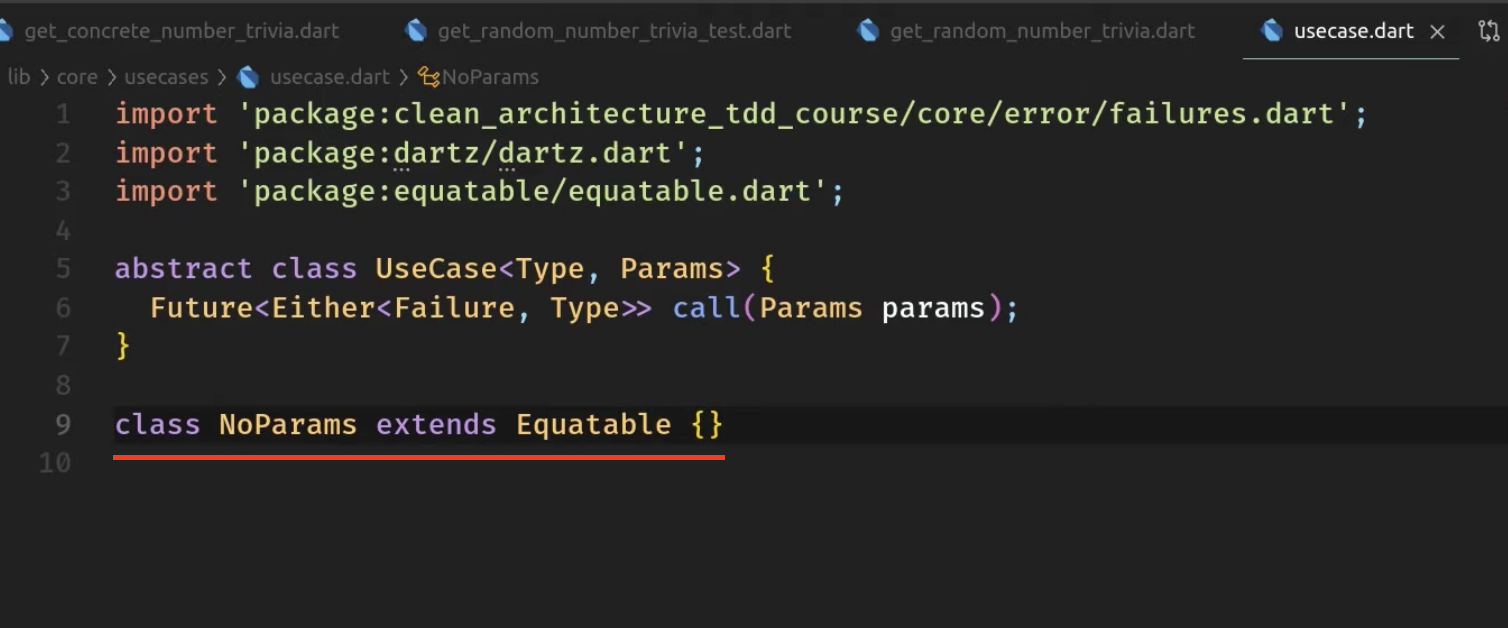 get_concrete_number_trivia.dart get_random_number_trivia_test.dart get_random_number_trivia.dart usecase.dart
lib > core > usecases > usecase.dart > NoParams
1 import 'package:clean_architecture_tdd_course/core/error/failures.dart';
2 import 'package:dartz/dartz.dart';
3 import 'package:equatable/equatable.dart';
4
5 abstract class UseCase<Type, Params> {
6   Future<Either<Failure, Type>> call(Params params);
7 }
8
9 class NoParams extends Equatable {}
10